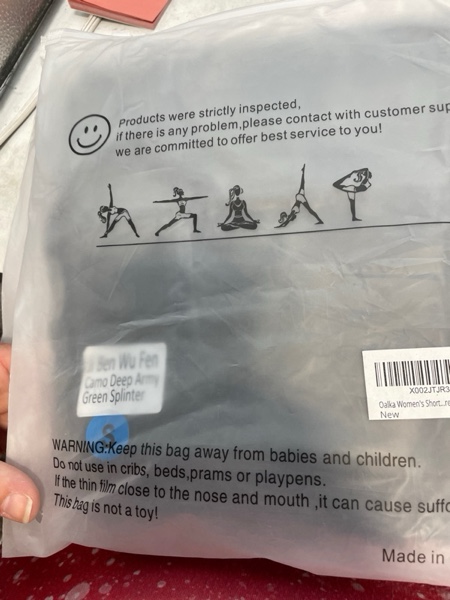 Products were strictly inspected,
if there is any problem,please contact with customer sup
we are committed to offer best service to you!
Ben Wu Fen
Camo Deep Army
Green Splinter
X002JTJR3
Oalka Women's Short...re
New
WARNING:Keep this bag away from babies and children.
Do not use in cribs, beds,prams or playpens.
If the thin film close to the nose and mouth ,it can cause suffo
This bag is not a toy!
Made in